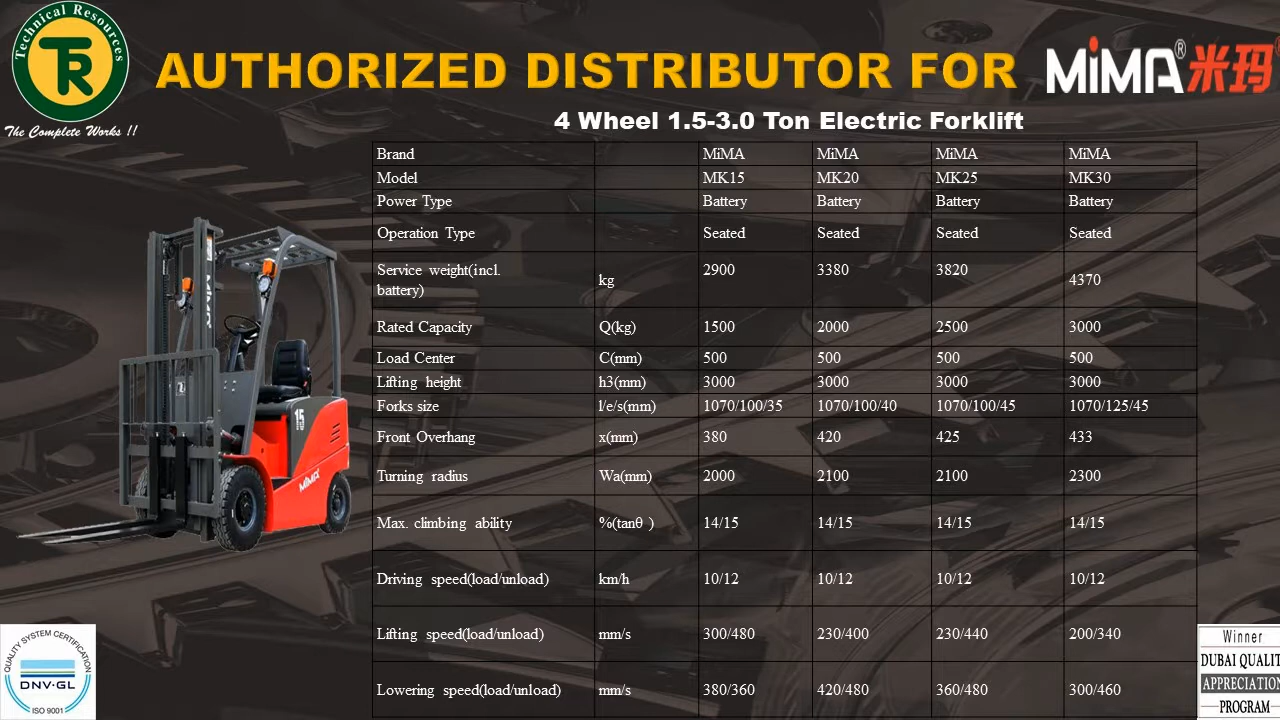 Technical Resources
TR
The Complete Works !!
AUTHORIZED DISTRIBUTOR FOR MiMA® 米玛
4 Wheel 1.5-3.0 Ton Electric Forklift
Brand MiMA MiMA MiMA MiMA
Model MK15 MK20 MK25 MK30
Power Type Battery Battery Battery Battery
Operation Type Seated Seated Seated Seated
Service weight(incl. battery) kg 2900 3380 3820 4370
Rated Capacity Q(kg) 1500 2000 2500 3000
Load Center C(mm) 500 500 500 500
Lifting height h3(mm) 3000 3000 3000 3000
Forks size l/e/s(mm) 1070/100/35 1070/100/40 1070/100/45 1070/125/45
Front Overhang x(mm) 380 420 425 433
Turning radius Wa(mm) 2000 2100 2100 2300
Max. climbing ability %(tanθ ) 14/15 14/15 14/15 14/15
Driving speed(load/unload) km/h 10/12 10/12 10/12 10/12
Lifting speed(load/unload) mm/s 300/480 230/400 230/440 200/340
Lowering speed(load/unload) mm/s 380/360 420/480 360/480 300/460
MiMA
15
MiMA
QUALITY SYSTEM CERTIFICATION
DNV·GL
ISO 9001
Winner
DUBAI QUALIT
APPRECIATION
PROGRAM